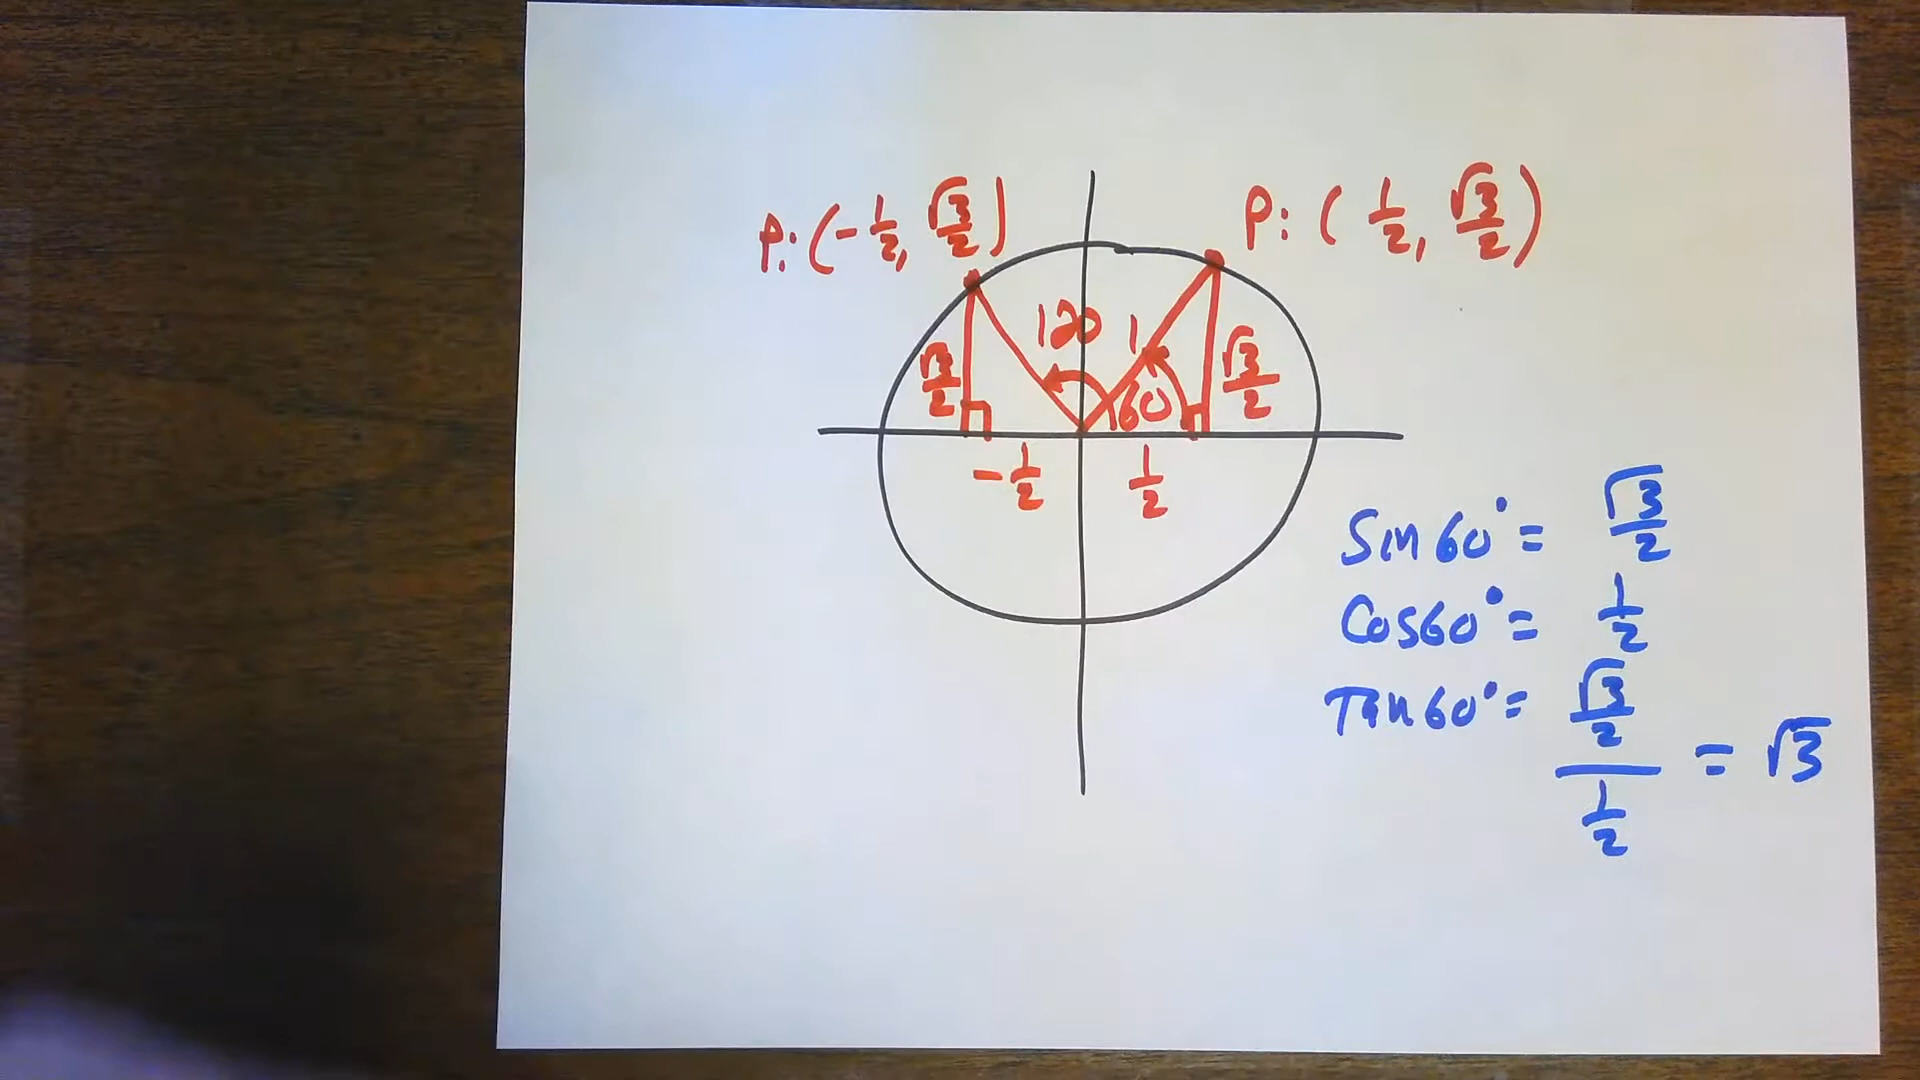 P: (-1/2, √3/2)
P: (1/2, √3/2)
120
1
√3/2
60
√3/2
-1/2
1/2
Sin 60° = √3/2
Cos 60° = 1/2
Tan 60° = (√3/2)/(1/2) = √3